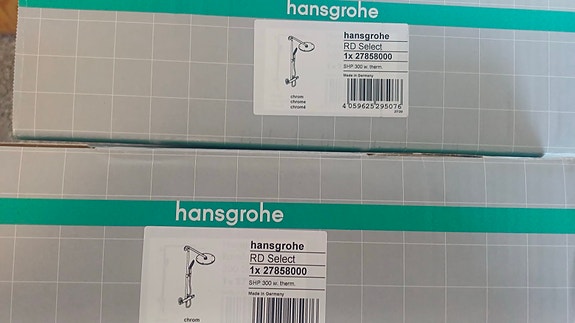 hansgrohe
hansgrohe
RD Select
1x 27858000
SHP 300 w. therm.
Made in Germany
chrom
chrome
chromé
4 059625 295076
hansgrohe
hansgrohe
RD Select
1x 27858000
SHP 300 w. therm.
Made in Germany
chrom